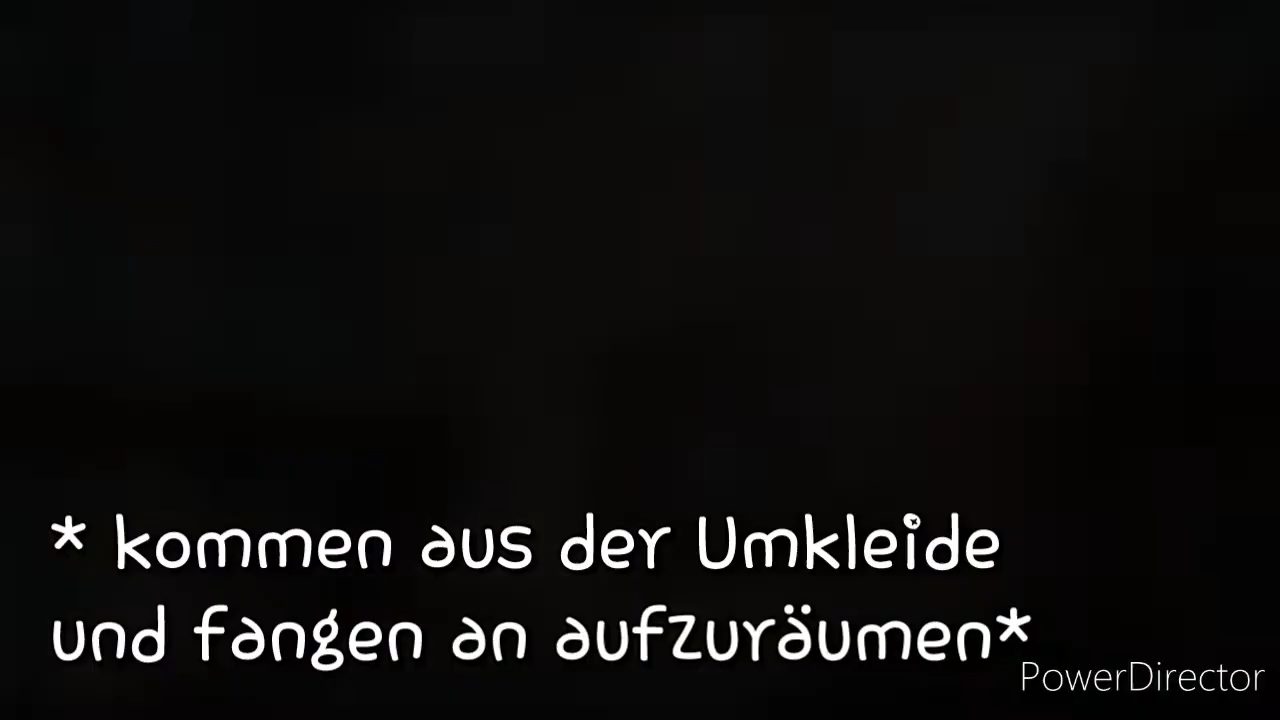 * kommen aus der Umkleide
und fangen an aufzuräumen*
PowerDirector